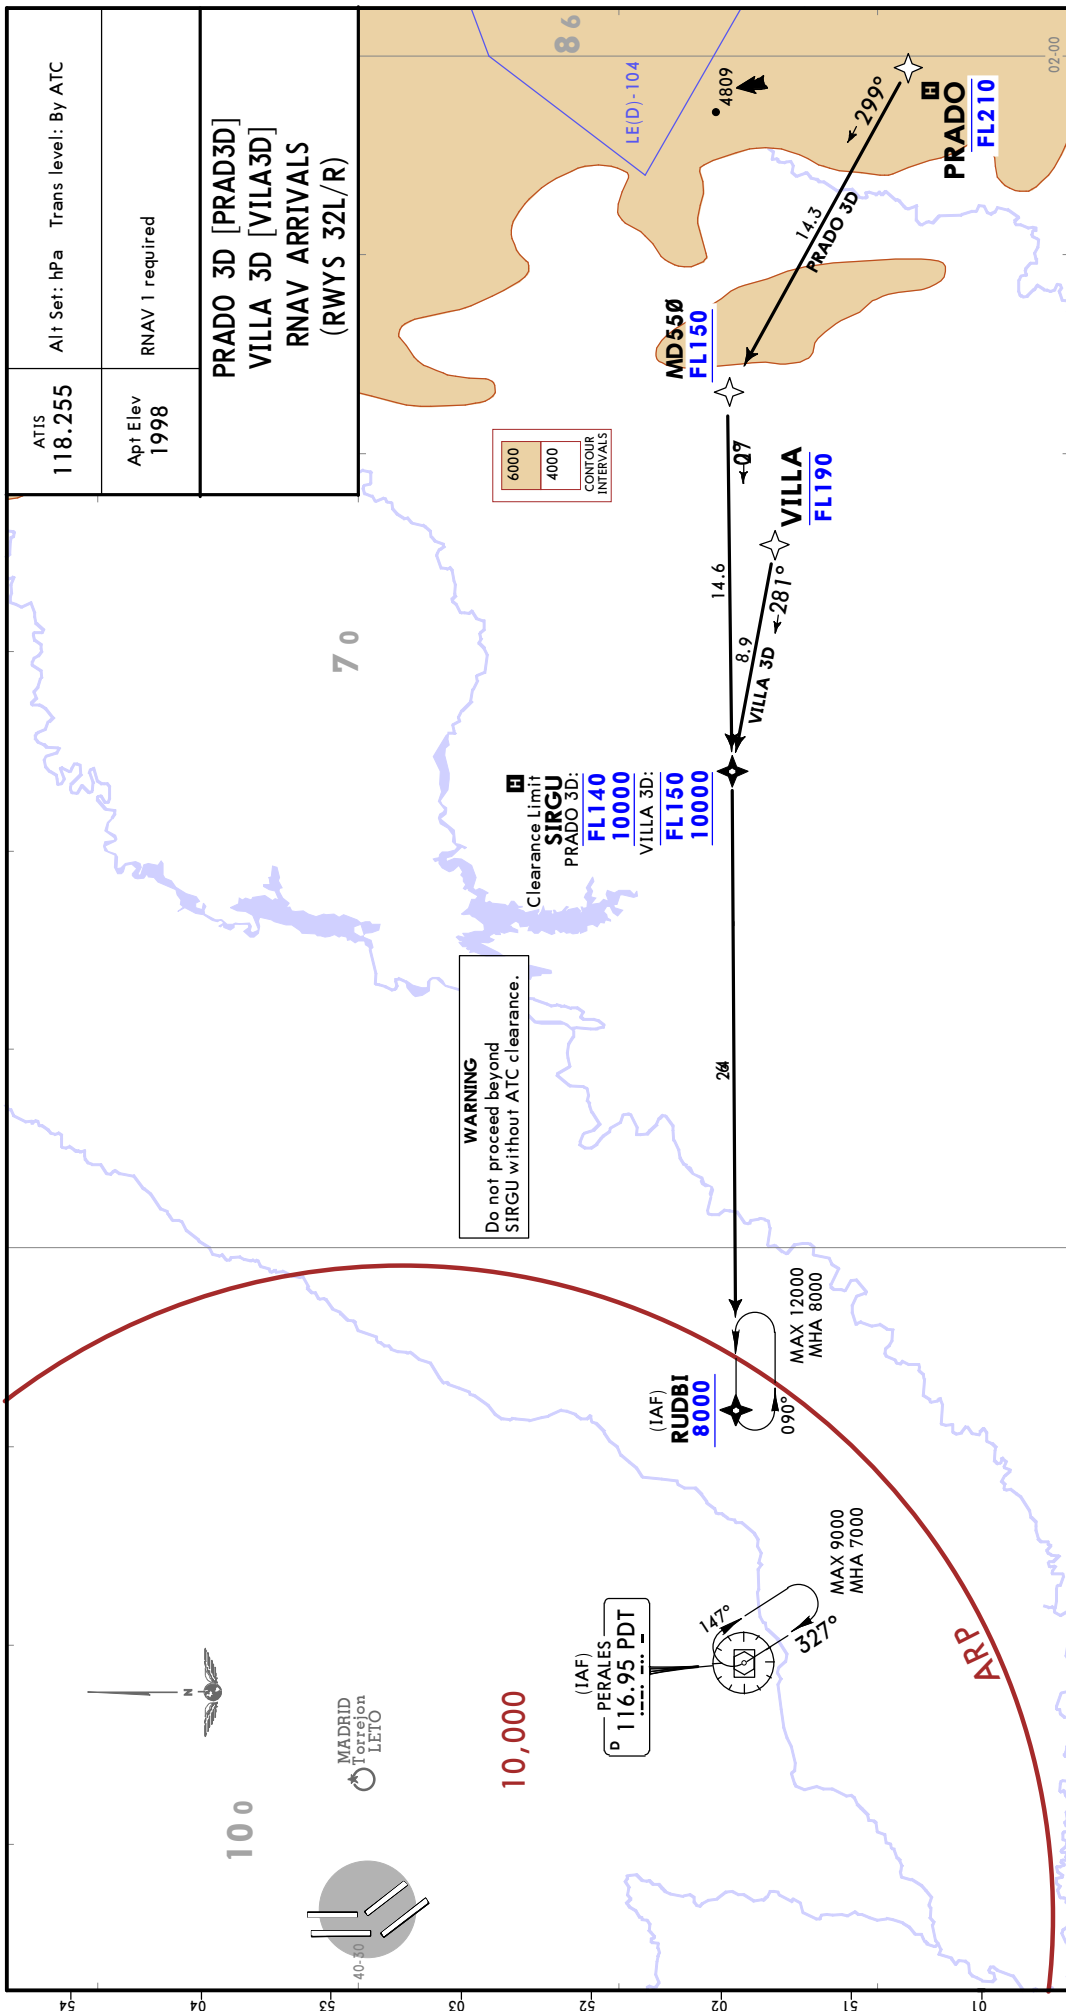 ATIS
118.255
Alt Set: hPa Trans level: By ATC
Apt Elev
1998
RNAV 1 required
PRADO 3D [PRAD3D]
VILLA 3D [VILA3D]
RNAV ARRIVALS
(RWYS 32L/R)
6000
4000
CONTOUR
INTERVALS
86
LE(D)-104
4809
02-00
299°
PRADO
FL210
14.3
PRADO 3D
MD55Ø
FL150
14.6
VILLA
FL190
281°
8.9
VILLA 3D
70
Clearance Limit
SIRGU
PRADO 3D:
FL140
10000
VILLA 3D:
FL150
10000
WARNING
Do not proceed beyond
SIRGU without ATC clearance.
(IAF)
RUDBI
8000
090°
MAX 12000
MHA 8000
(IAF)
PERALES
D 116.95 PDT
147°
327°
MAX 9000
MHA 7000
ARP
10,000
N
MADRID
Torrejon
LETO
100
40-30
54
04
53
03
52
02
51
01
H
H